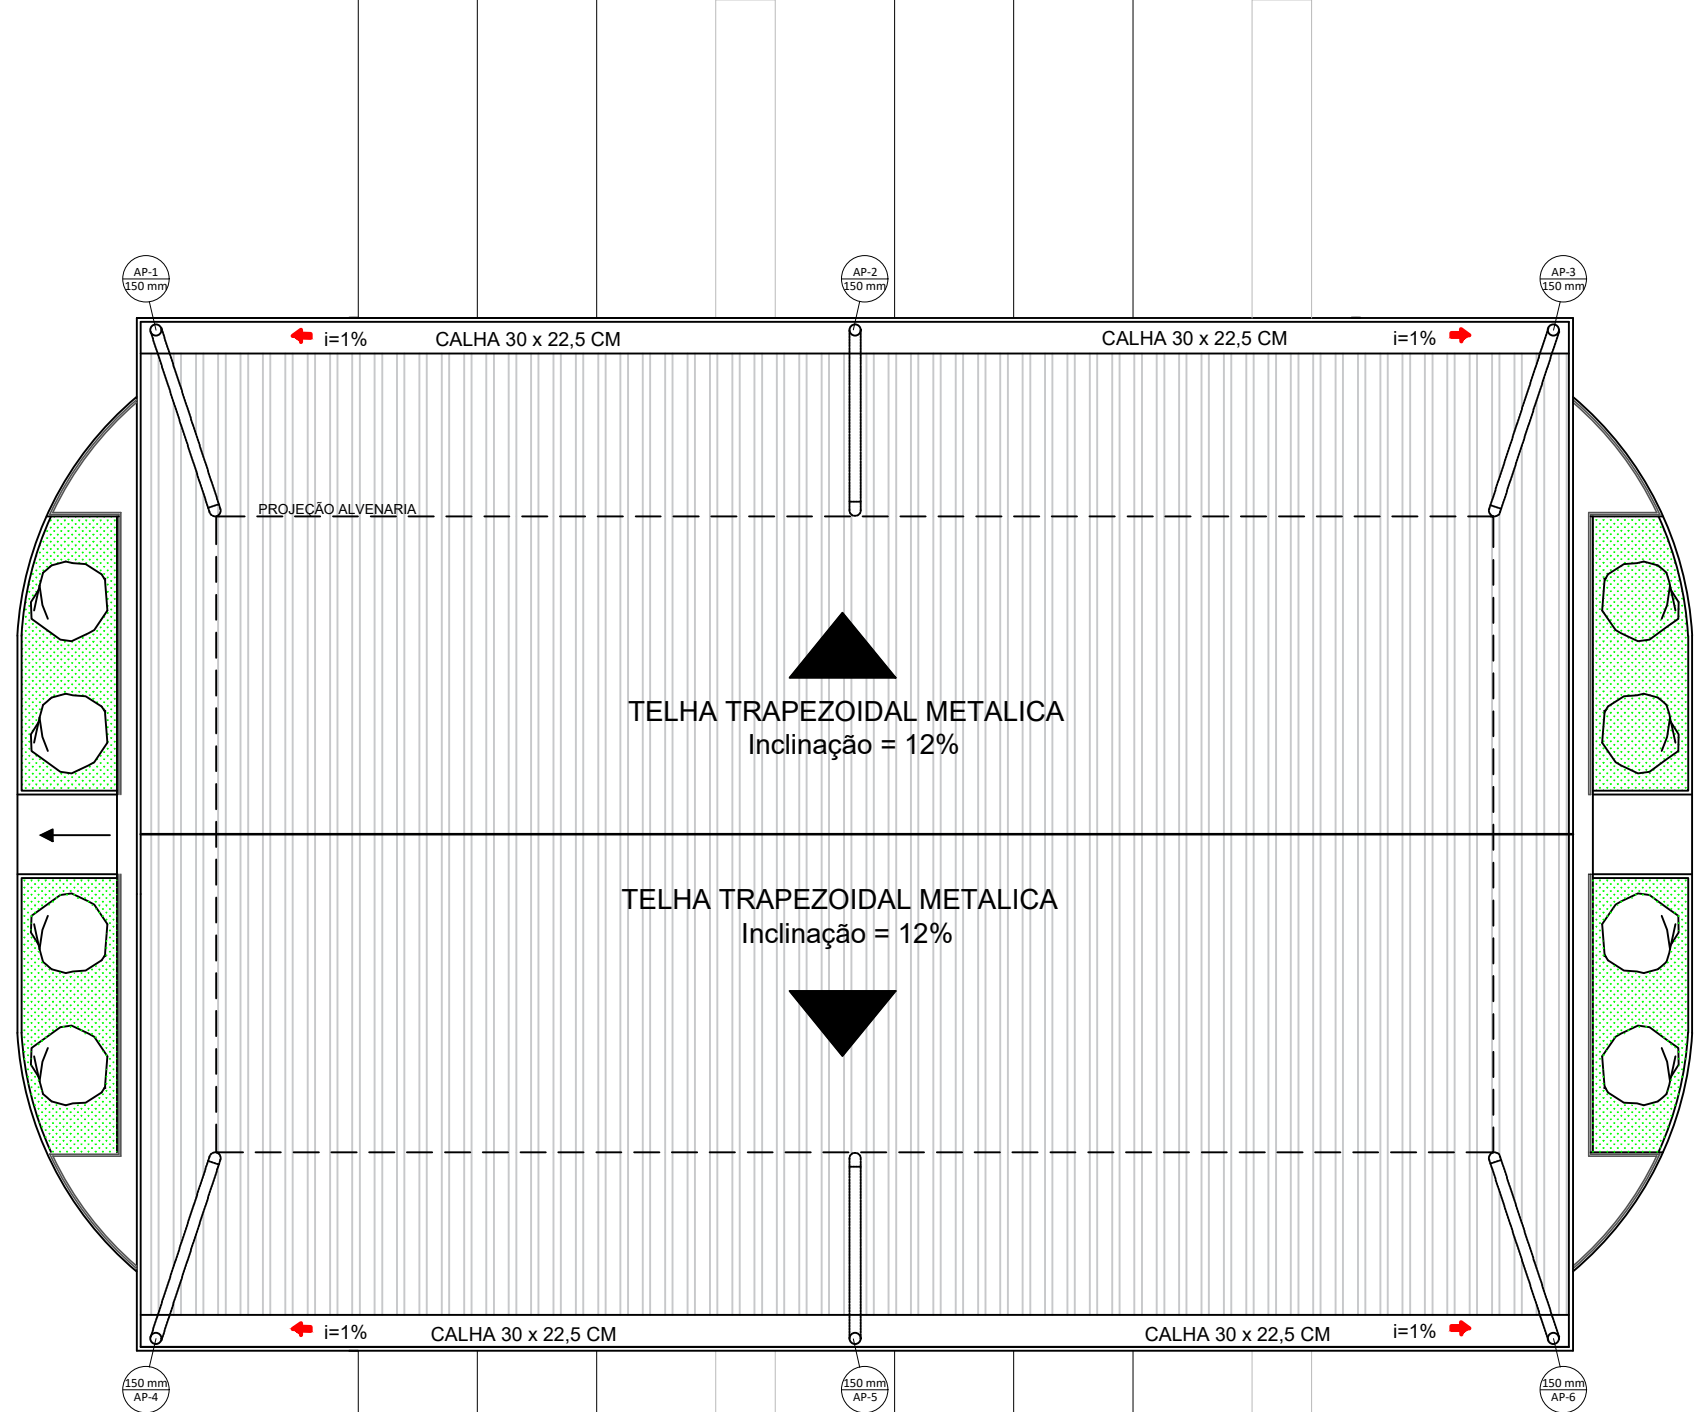 AP-1
150 mm
AP-2
150 mm
AP-3
150 mm
i=1%
CALHA 30 x 22,5 CM
CALHA 30 x 22,5 CM
i=1%
PROJEÇÃO ALVENARIA
TELHA TRAPEZOIDAL METALICA
Inclinação = 12%
TELHA TRAPEZOIDAL METALICA
Inclinação = 12%
i=1%
CALHA 30 x 22,5 CM
CALHA 30 x 22,5 CM
i=1%
150 mm
AP-4
150 mm
AP-5
150 mm
AP-6